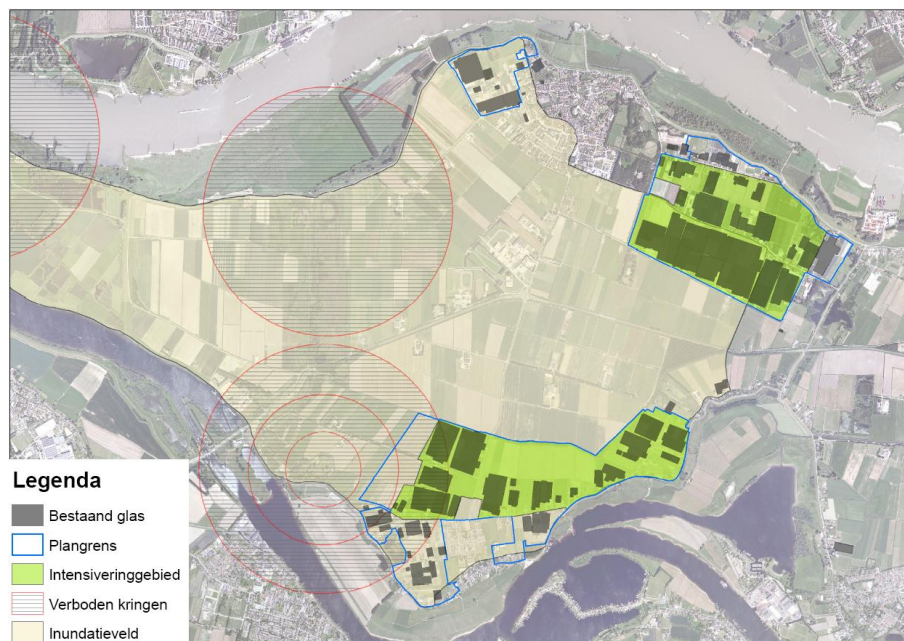 Legenda
Bestaand glas
Plangrens
Intensiveringgebied
Verboden kringen
Inundatieveld